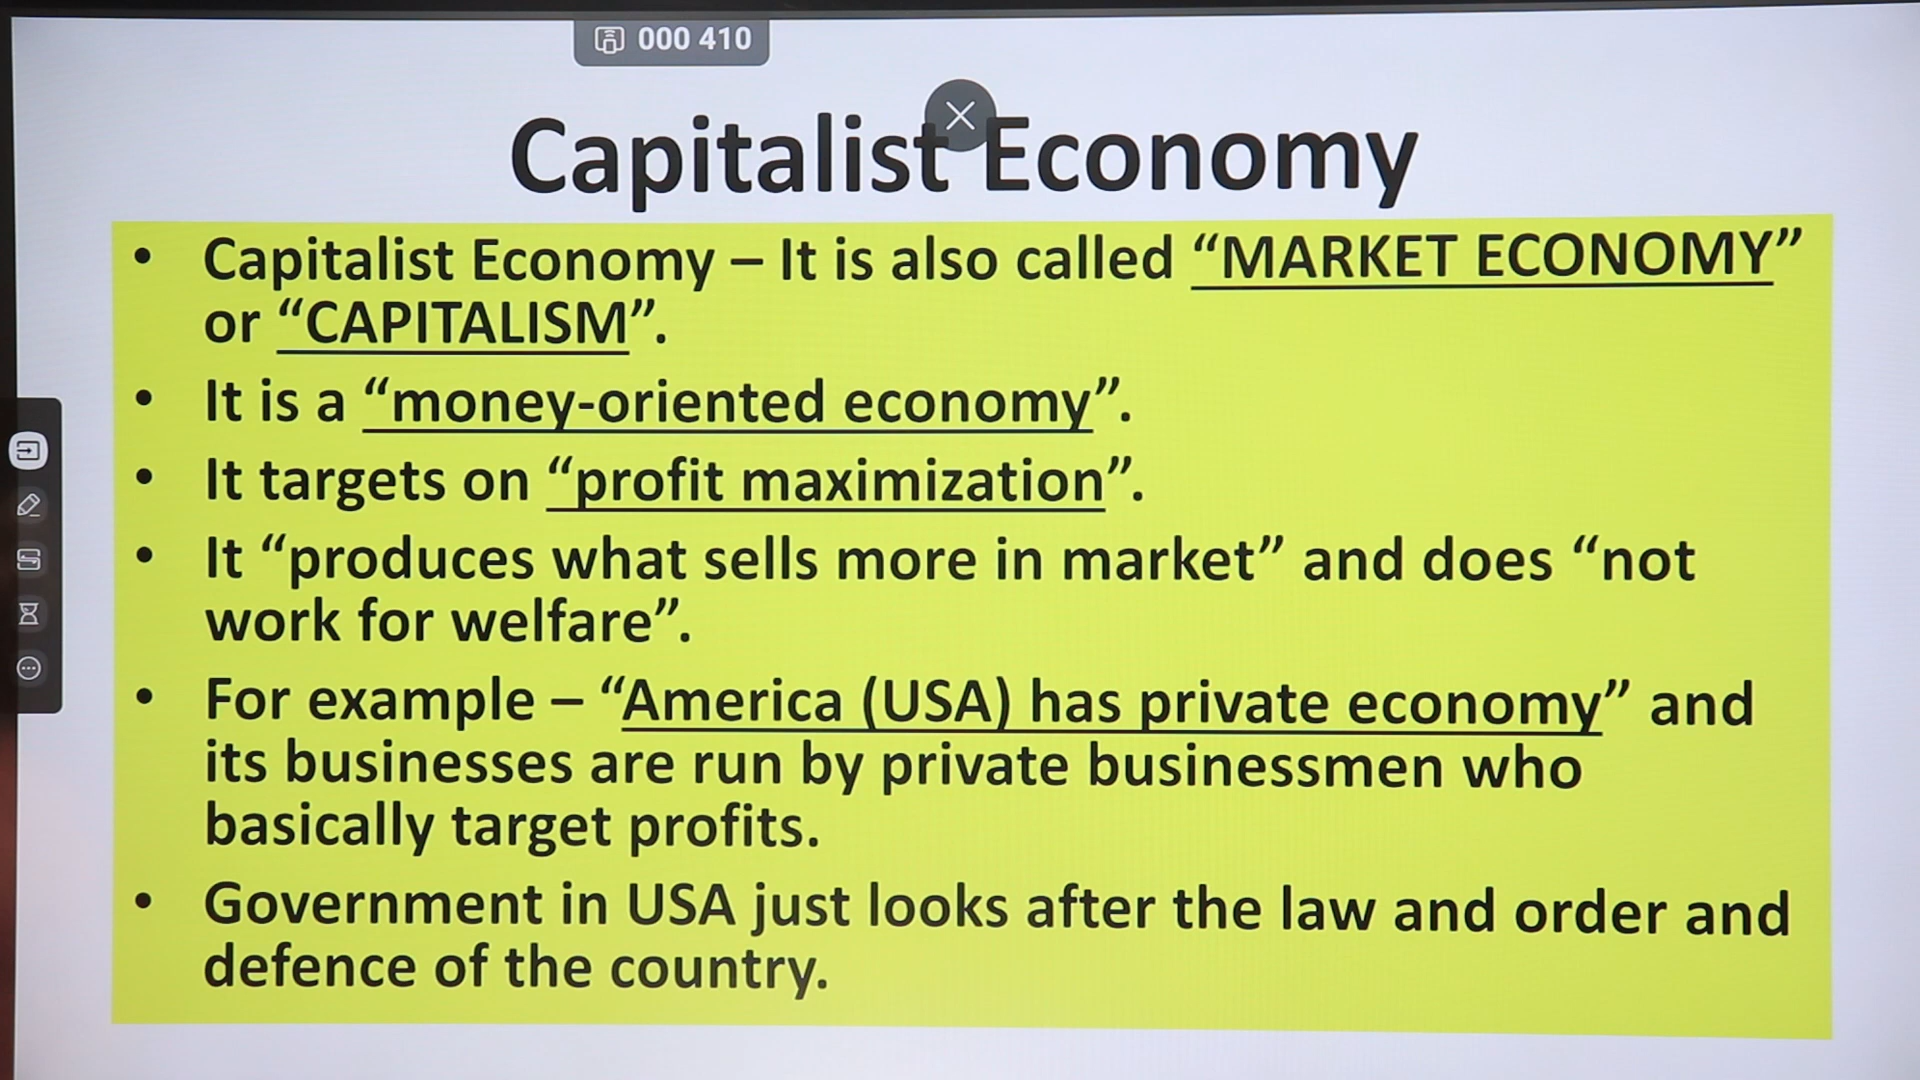 000 410
Capitalist Economy
• Capitalist Economy – It is also called “MARKET ECONOMY”
or “CAPITALISM”.
• It is a “money-oriented economy”.
• It targets on “profit maximization”.
• It “produces what sells more in market” and does “not
work for welfare”.
• For example – “America (USA) has private economy” and
its businesses are run by private businessmen who
basically target profits.
• Government in USA just looks after the law and order and
defence of the country.